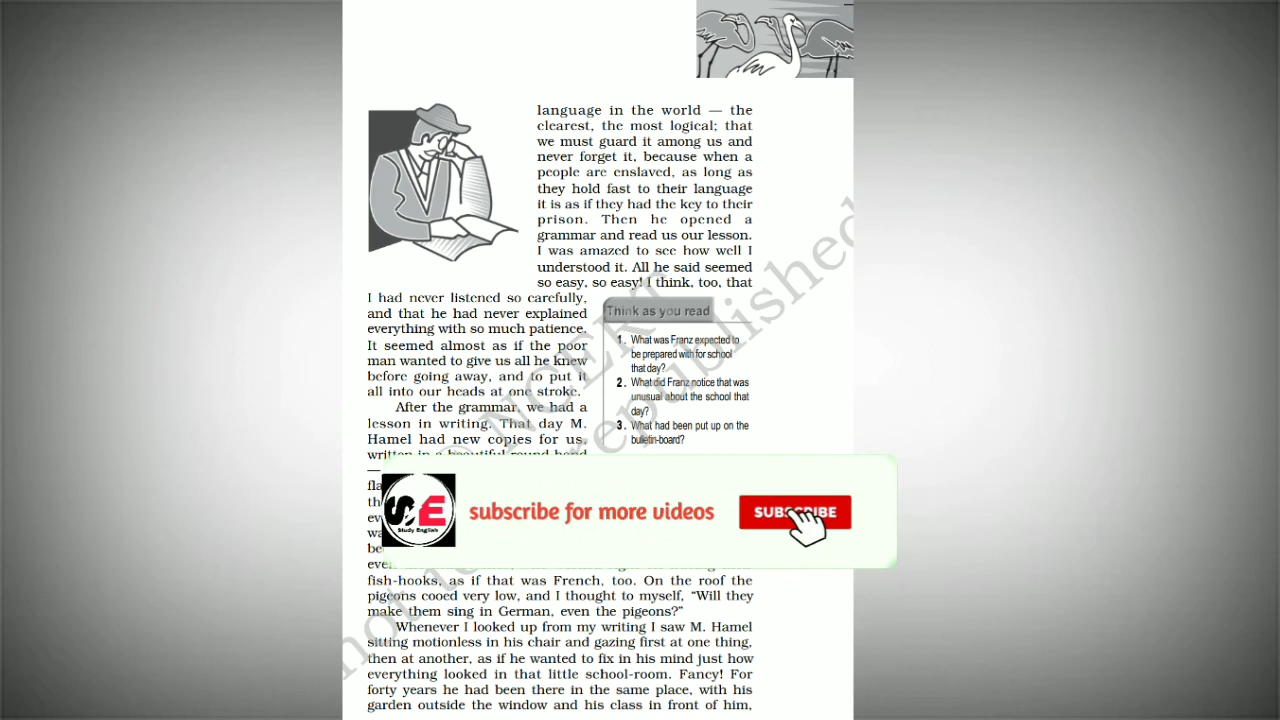 language in the world — the
clearest, the most logical; that
we must guard it among us and
never forget it, because when a
people are enslaved, as long as
they hold fast to their language
it is as if they had the key to their
prison. Then he opened a
grammar and read us our lesson.
I was amazed to see how well I
understood it. All he said seemed
so easy, so easy! I think, too, that
I had never listened so carefully,
and that he had never explained
everything with so much patience.
It seemed almost as if the poor
man wanted to give us all he knew
before going away, and to put it
all into our heads at one stroke.
After the grammar, we had a
lesson in writing. That day M.
Hamel had new copies for us,
written in a beautiful round hand
—
Think as you read
1. What was Franz expected to
be prepared with for school
that day?
2. What did Franz notice that was
unusual about the school that
day?
3. What had been put up on the
bulletin-board?
Study English
subscribe for more videos
SUBSCRIBE
fish-hooks, as if that was French, too. On the roof the
pigeons cooed very low, and I thought to myself, “Will they
make them sing in German, even the pigeons?”
Whenever I looked up from my writing I saw M. Hamel
sitting motionless in his chair and gazing first at one thing,
then at another, as if he wanted to fix in his mind just how
everything looked in that little school-room. Fancy! For
forty years he had been there in the same place, with his
garden outside the window and his class in front of him,
© NCERT
not to republished